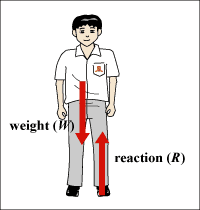 weight (W)
reaction (R)